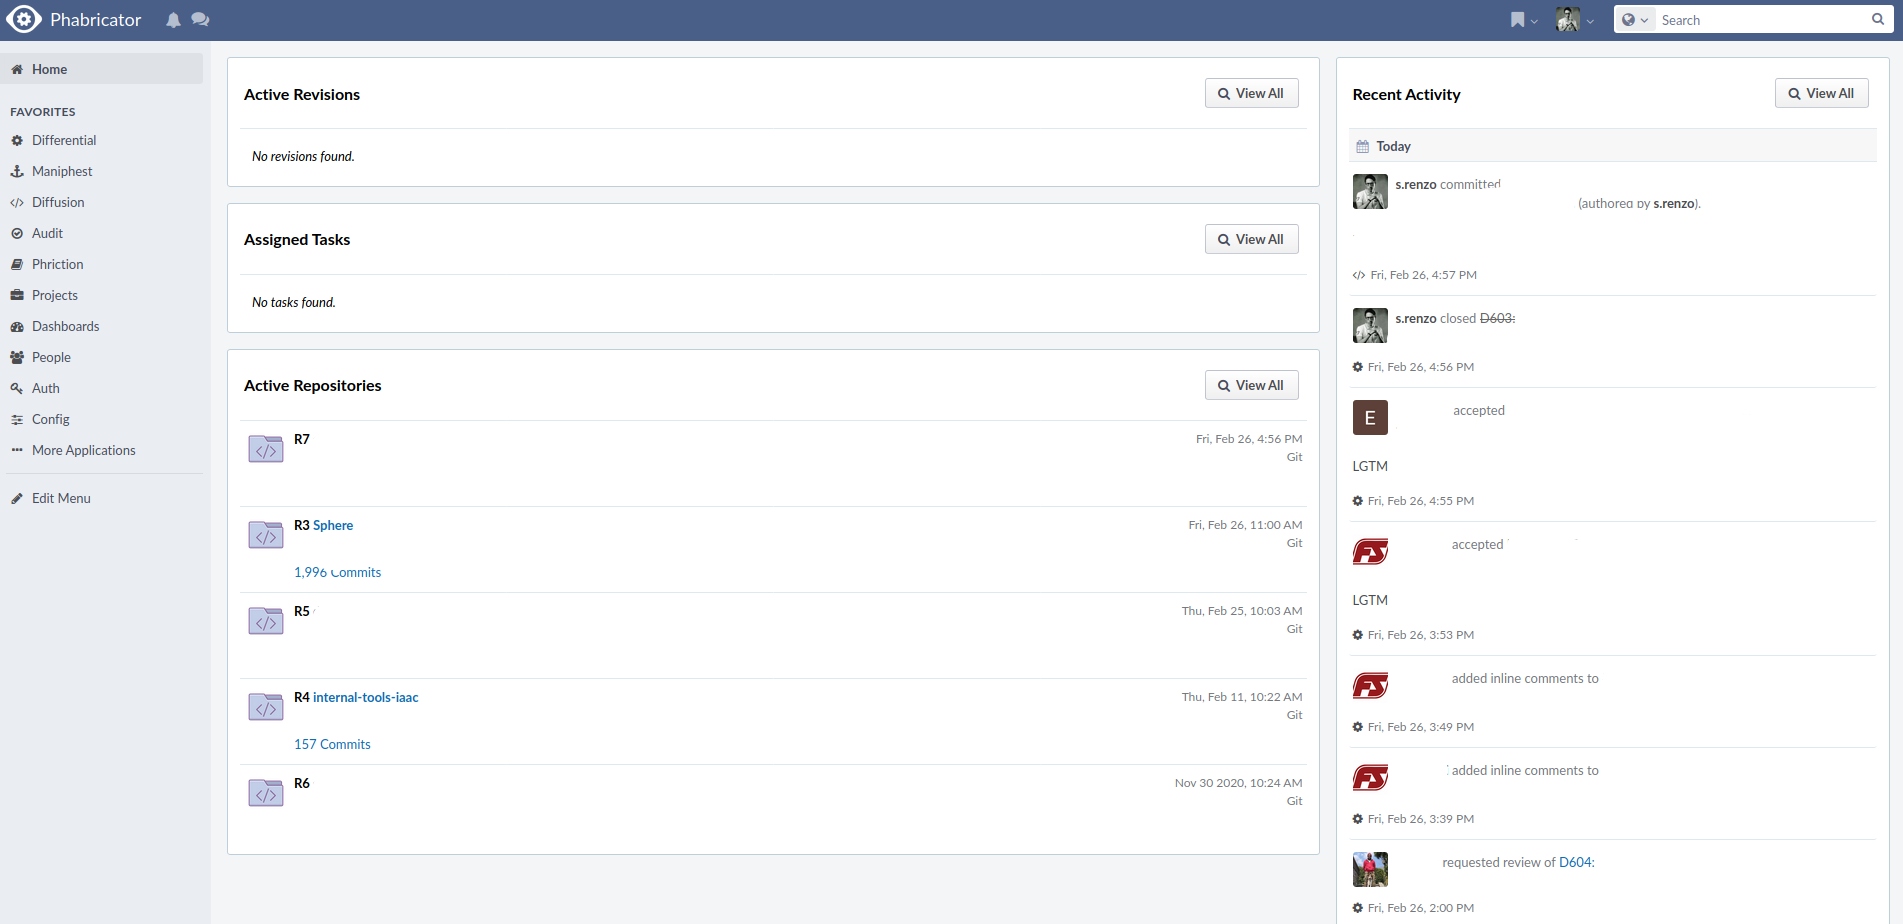 Phabricator
Search
Home
FAVORITES
Differential
Maniphest
Diffusion
Audit
Phriction
Projects
Dashboards
People
Auth
Config
More Applications
Edit Menu
Active Revisions
View All
No revisions found.
Assigned Tasks
View All
No tasks found.
Active Repositories
View All
R7
Fri, Feb 26, 4:56 PM
Git
R3 Sphere
Fri, Feb 26, 11:00 AM
Git
1,996 Commits
R5
Thu, Feb 25, 10:03 AM
Git
R4 internal-tools-iaac
Thu, Feb 11, 10:22 AM
Git
157 Commits
R6
Nov 30 2020, 10:24 AM
Git
Recent Activity
View All
Today
s.renzo committed
(authored by s.renzo).
Fri, Feb 26, 4:57 PM
s.renzo closed D603:
Fri, Feb 26, 4:56 PM
E
accepted
LGTM
Fri, Feb 26, 4:55 PM
FS
accepted
LGTM
Fri, Feb 26, 3:53 PM
FS
added inline comments to
Fri, Feb 26, 3:49 PM
FS
added inline comments to
Fri, Feb 26, 3:39 PM
requested review of D604:
Fri, Feb 26, 2:00 PM